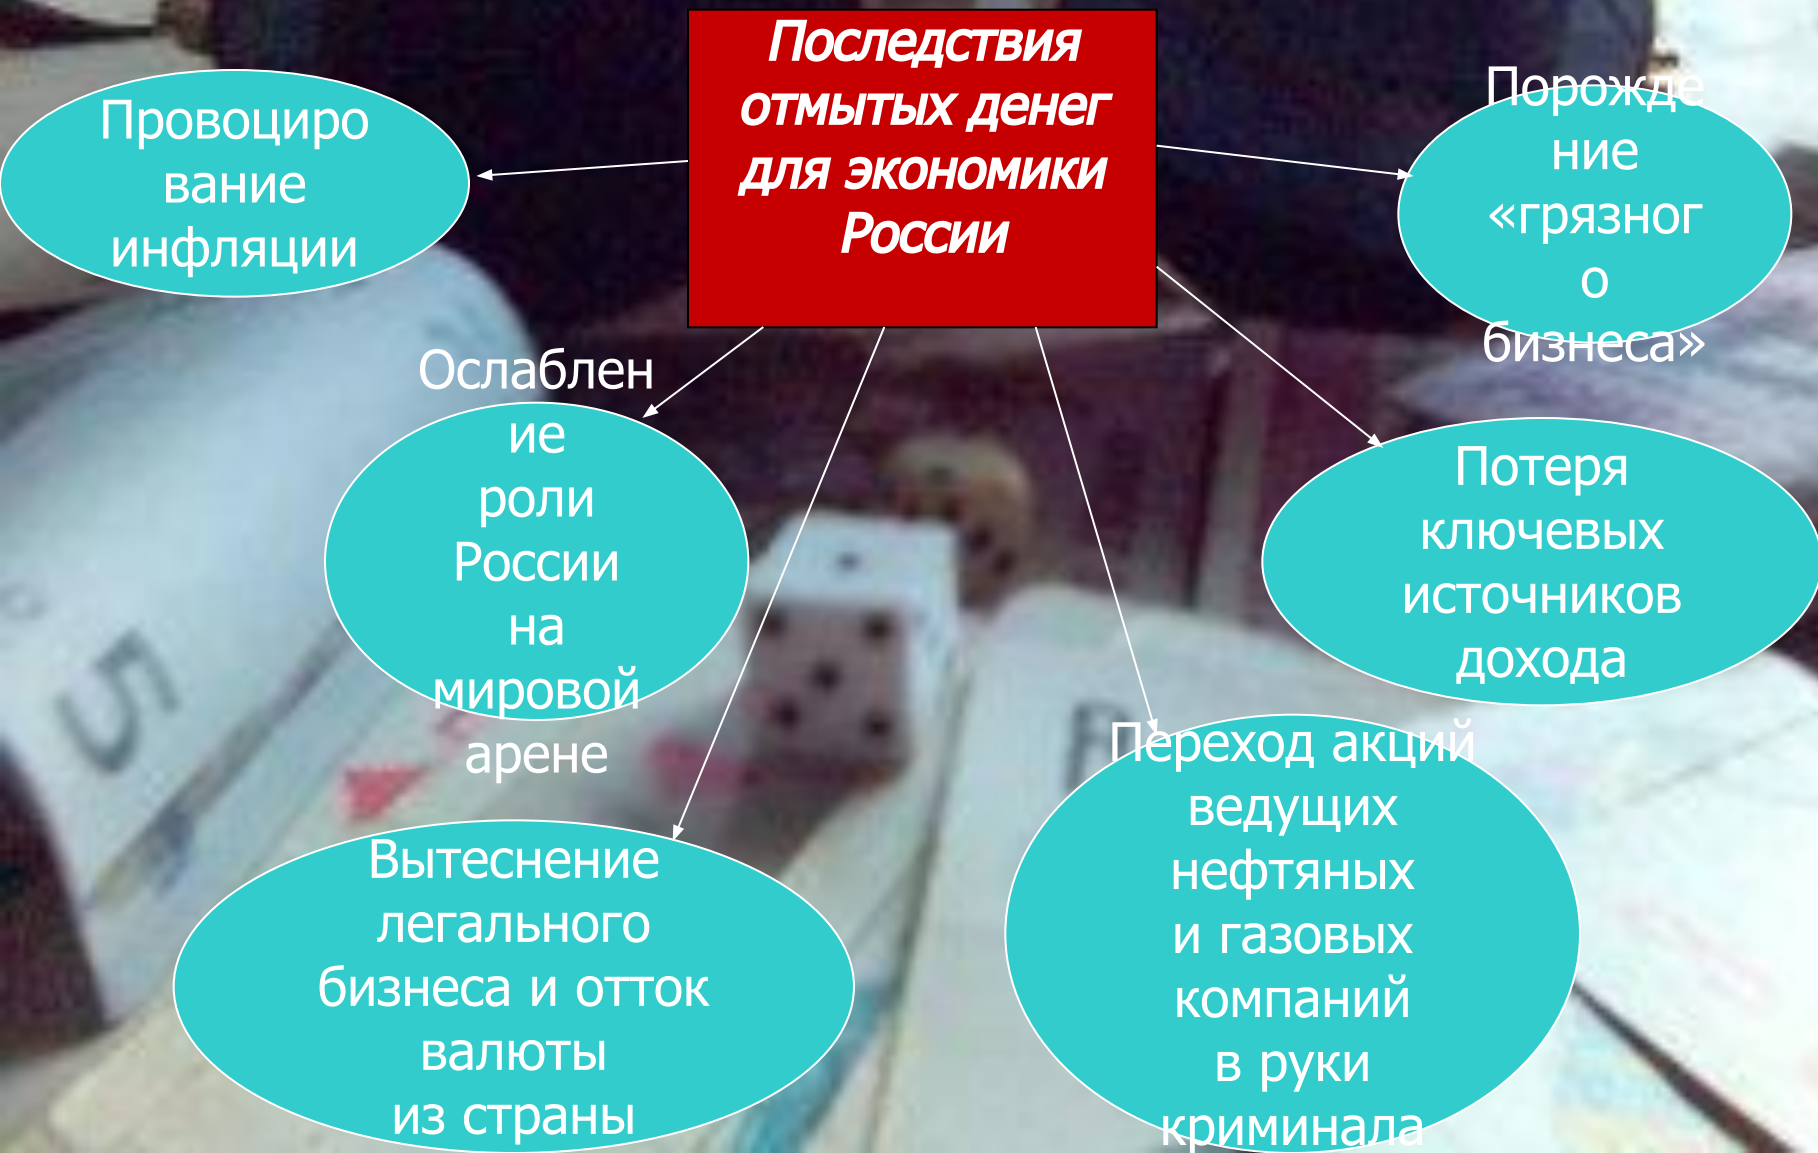 Последствия
отмытых денег
для экономики
России
Провоциро
вание
инфляции
Порожде
ние
«грязног
о
бизнеса»
Ослаблен
ие
роли
России
на
мировой
арене
Потеря
ключевых
источников
дохода
Вытеснение
легального
бизнеса и отток
валюты
из страны
Переход акций
ведущих
нефтяных
и газовых
компаний
в руки
криминала
5